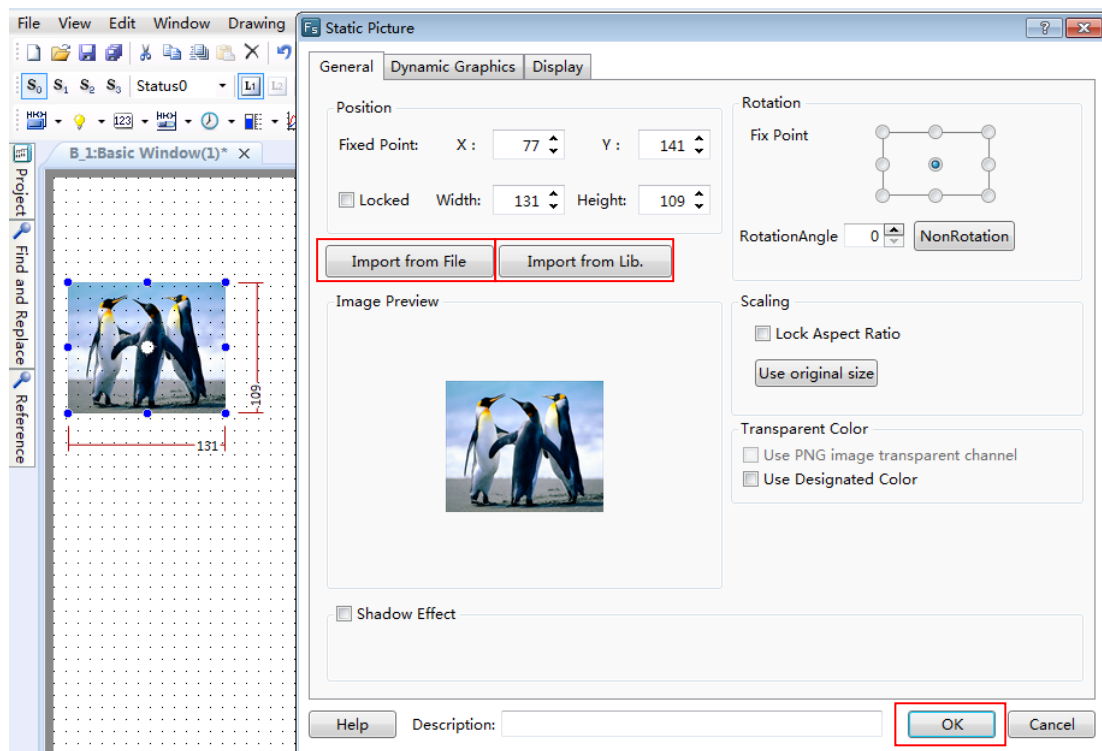 File View Edit Window Drawing
Fs Static Picture
General Dynamic Graphics Display
S0 S1 S2 S3 Status0 L1 L2
123
B_1:Basic Window(1)*
Project
Find and Replace
Reference
109
131
Position
Fixed Point: X : 77 Y : 141
Locked Width: 131 Height: 109
Import from File Import from Lib.
Image Preview
Rotation
Fix Point
RotationAngle 0 NonRotation
Scaling
Lock Aspect Ratio
Use original size
Transparent Color
Use PNG image transparent channel
Use Designated Color
Shadow Effect
Help Description: OK Cancel